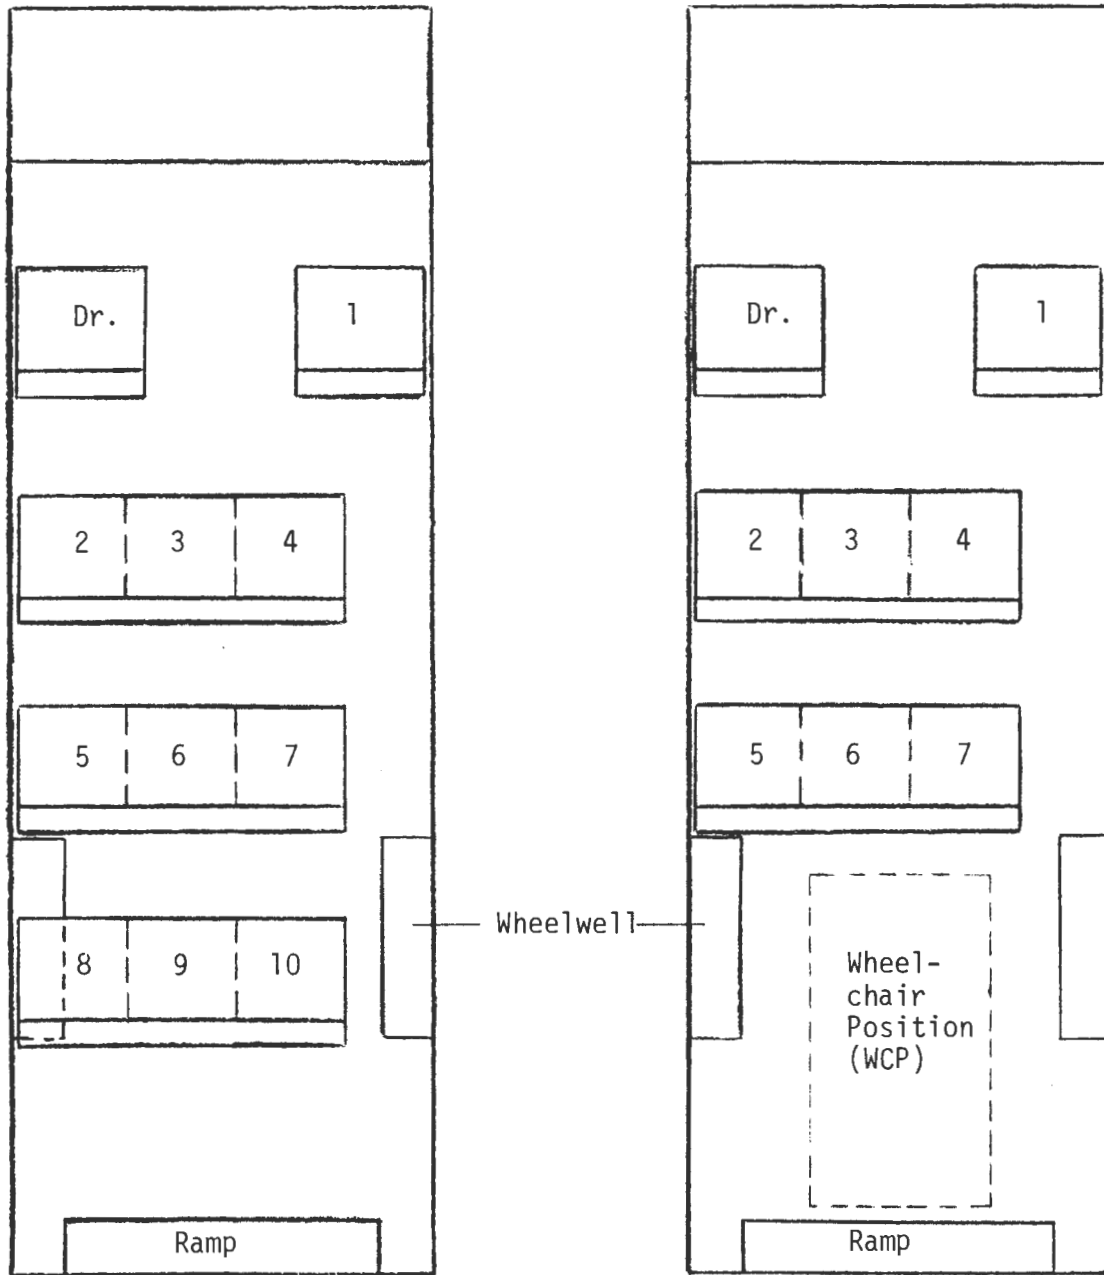 Dr. 1
2 3 4
5 6 7
8 9 10
Ramp
Wheelwell
Dr. 1
2 3 4
5 6 7
Wheel-
chair
Position
(WCP)
Ramp